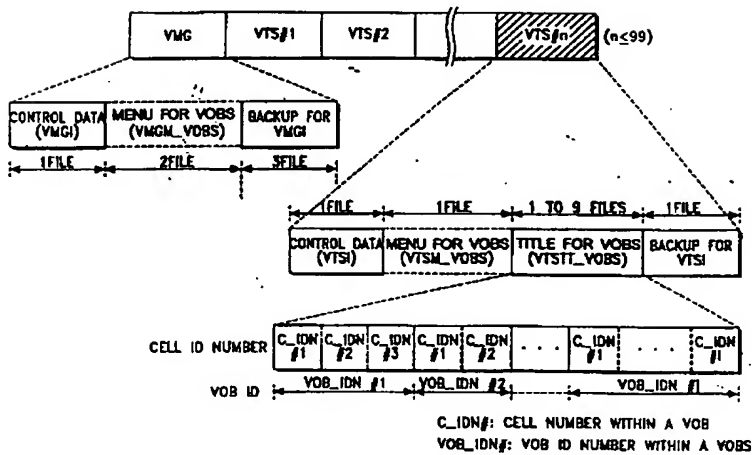 VMG VTS#1 VTS#2 VTS#n (n≤99)
CONTROL DATA (VMGI)
MENU FOR VOBS (VMGM_VOBS)
BACKUP FOR VMGI
1FILE 2FILE 3FILE
1FILE 1FILE 1 TO 9 FILES 1FILE
CONTROL DATA (VTSI)
MENU FOR VOBS (VTSM_VOBS)
TITLE FOR VOBS (VTSTT_VOBS)
BACKUP FOR VTSI
CELL ID NUMBER
C_IDN #1
C_IDN #2
C_IDN #3
C_IDN #1
C_IDN #2
. . .
C_IDN #1
. . .
C_IDN #I
VOB ID VOB_IDN #1 VOB_IDN #2 VOB_IDN #I
C_IDN#: CELL NUMBER WITHIN A VOB
VOB_IDN#: VOB ID NUMBER WITHIN A VOBS